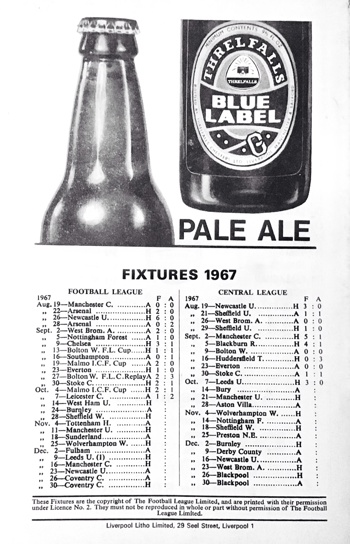 MAXIMUM CONTENTS
THRELFALLS
THRELFALLS
BLUE
LABEL
PALE ALE
FIXTURES 1967
FOOTBALL LEAGUE
1967 F A
Aug. 19—Manchester C. A 0 : 0
,, 22—Arsenal H 2 : 0
,, 26—Newcastle U. H 6 : 0
,, 28—Arsenal A 0 : 2
Sept. 2—West Brom. A. A 2 : 0
,, 5—Nottingham Forest A 1 : 0
,, 9—Chelsea H 3 : 1
,, 13—Bolton W. F.L. Cup H 1 : 1
,, 16—Southampton A 0 : 1
,, 19—Malmo I.C.F. Cup A 2 : 0
,, 23—Everton H 1 : 0
,, 27—Bolton W. F.L.C. Replay A 2 : 3
,, 30—Stoke C. H 2 : 1
Oct. 4—Malmo I.C.F. Cup H 2 : 1
,, 7—Leicester C. A 1 : 2
,, 14—West Ham U. H :
,, 24—Burnley A :
,, 28—Sheffield W. H :
Nov. 4—Tottenham H. A :
,, 11—Manchester U. H :
,, 18—Sunderland A :
,, 25—Wolverhampton W. H :
Dec. 2—Fulham A :
,, 9—Leeds U. (I) H :
,, 16—Manchester C. H :
,, 23—Newcastle U. A :
,, 26—Coventry C. A :
,, 30—Coventry C. H :
CENTRAL LEAGUE
1967 F A
Aug. 19—Newcastle U. H 3 : 0
,, 21—Sheffield U. A 1 : 1
,, 26—West Brom. A. A 0 : 0
,, 29—Sheffield U. H 1 : 0
Sept. 2—Manchester C. H 5 : 1
,, 5—Blackburn R. H 4 : 1
,, 9—Bolton W. A 0 : 0
,, 16—Huddersfield T. H 0 : 3
,, 23—Everton A 0 : 0
,, 30—Stoke C. A 1 : 1
Oct. 7—Leeds U. H 3 : 0
,, 14—Bury A :
,, 21—Manchester U. H :
,, 28—Aston Villa A :
Nov. 4—Wolverhampton W. H :
,, 14—Nottingham F. A :
,, 18—Sheffield W. H :
,, 25—Preston N.E. A :
Dec. 2—Burnley H :
,, 9—Derby County A :
,, 16—Newcastle U. A :
,, 23—West Brom. A. H :
,, 26—Blackpool H :
,, 30—Blackpool A :
These Fixtures are the copyright of The Football League Limited, and are printed with their permission
under Licence No. 2. They must not be reproduced in whole or part without permission of The Football
League Limited.
Liverpool Litho Limited, 29 Seel Street, Liverpool 1